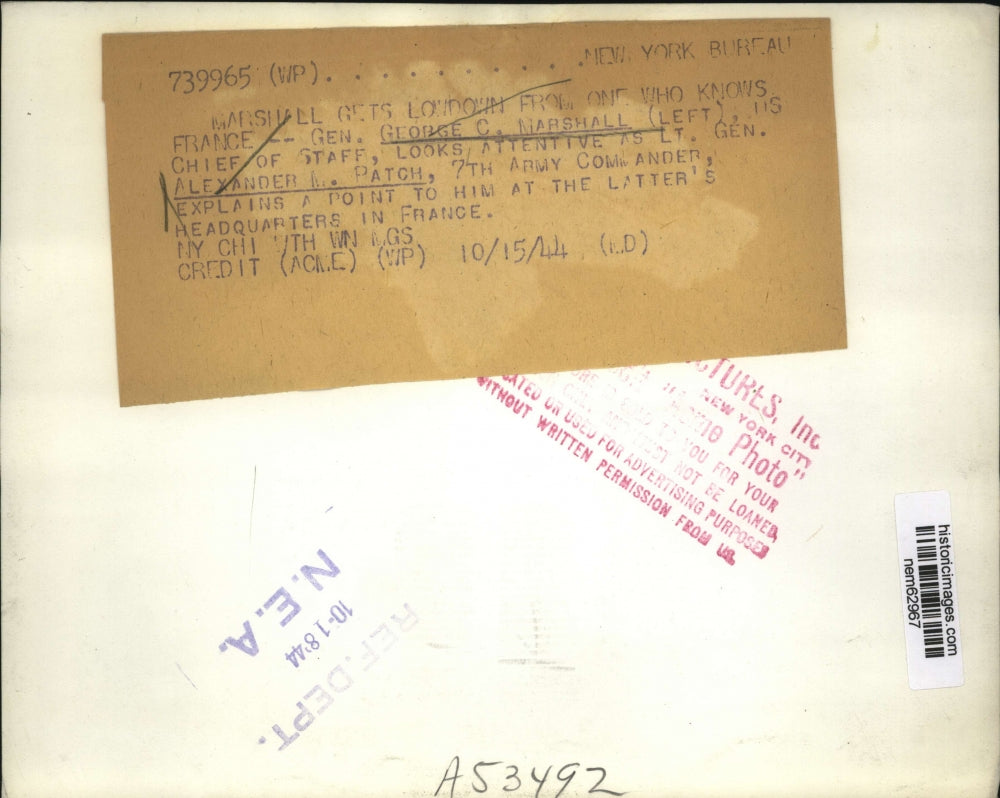 739965 (WP). . . . . . . . . . .NEW YORK BUREAU
MARSHALL GETS LOWDOWN FROM ONE WHO KNOWS
FRANCE -- GEN. GEORGE C. MARSHALL (LEFT), US
CHIEF OF STAFF, LOOKS ATTENTIVE AS LT. GEN.
ALEXANDER M. PATCH, 7TH ARMY COMMANDER,
EXPLAINS A POINT TO HIM AT THE LATTER'S
HEADQUARTERS IN FRANCE.
NY CHI WTH WN MGS
CREDIT (ACME) (WP) 10/15/44 (MD)
CTURES, Inc
NEW YORK CITY
Photo"
YOU FOR YOUR
MUST NOT BE LOANED,
OR USED FOR ADVERTISING PURPOSES
WITHOUT WRITTEN PERMISSION FROM US.
historicimages.com
nem62967
N.E.A.
10-18'44
REF. DEPT.
A53492